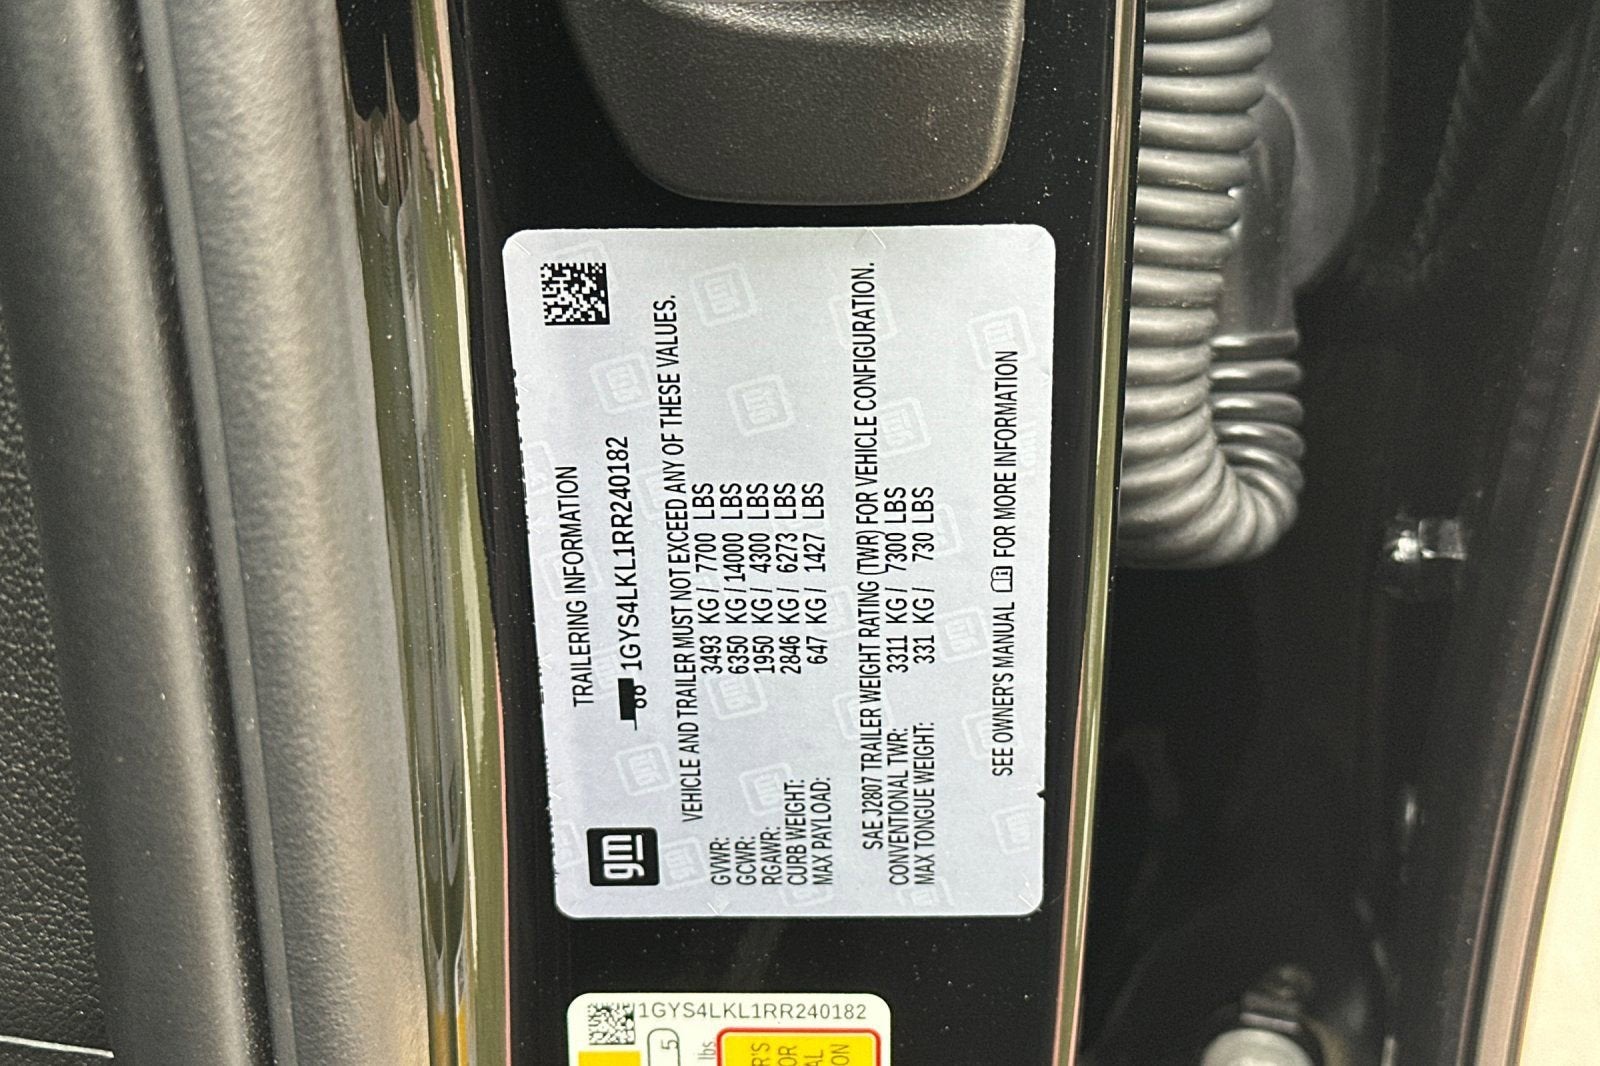 TRAILERING INFORMATION
1GYS4LKL1RR240182
gm
VEHICLE AND TRAILER MUST NOT EXCEED ANY OF THESE VALUES.
GVWR: 3493 KG / 7700 LBS
GCWR: 6350 KG / 14000 LBS
RGAWR: 1950 KG / 4300 LBS
CURB WEIGHT: 2846 KG / 6273 LBS
MAX PAYLOAD: 647 KG / 1427 LBS
SAE J2807 TRAILER WEIGHT RATING (TWR) FOR VEHICLE CONFIGURATION.
CONVENTIONAL TWR: 3311 KG / 7300 LBS
MAX TONGUE WEIGHT: 331 KG / 730 LBS
SEE OWNER'S MANUAL FOR MORE INFORMATION
1GYS4LKL1RR240182
5
lbs.